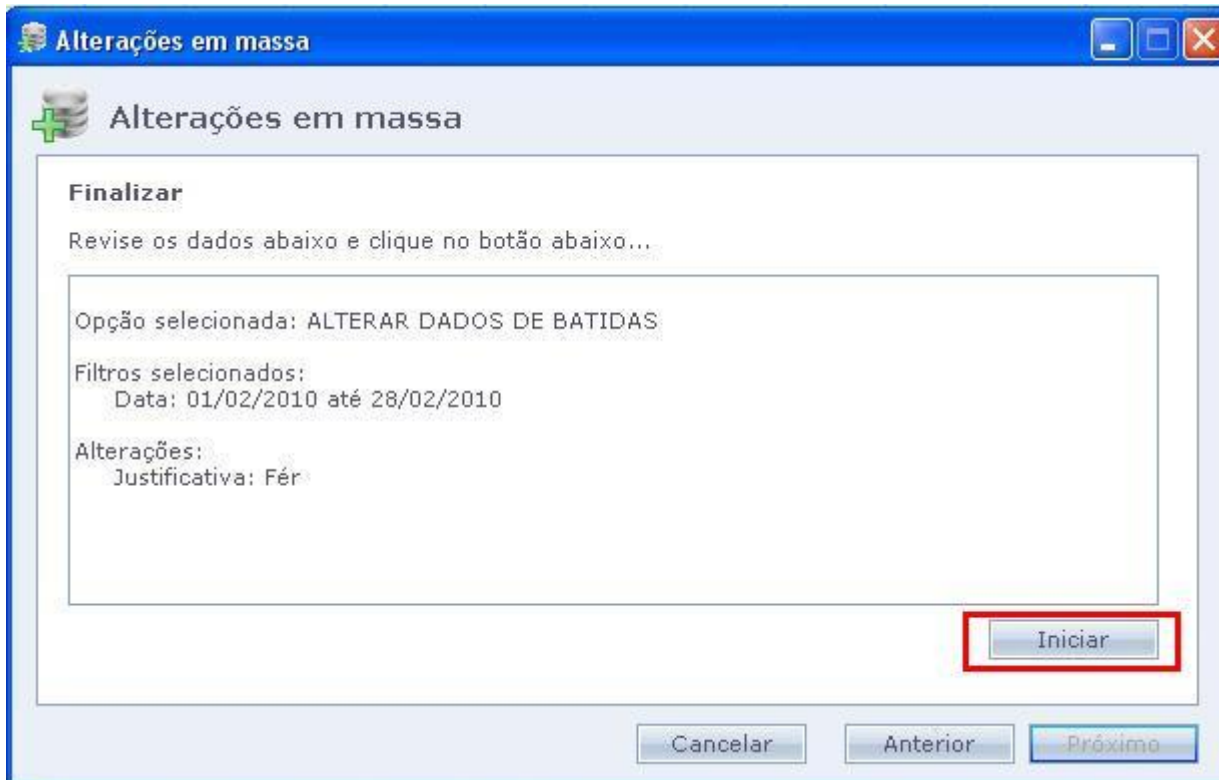 Alterações em massa
Alterações em massa
Finalizar
Revise os dados abaixo e clique no botão abaixo...
Opção selecionada: ALTERAR DADOS DE BATIDAS
Filtros selecionados:
Data: 01/02/2010 até 28/02/2010
Alterações:
Justificativa: Fér
Iniciar
Cancelar
Anterior
Próximo